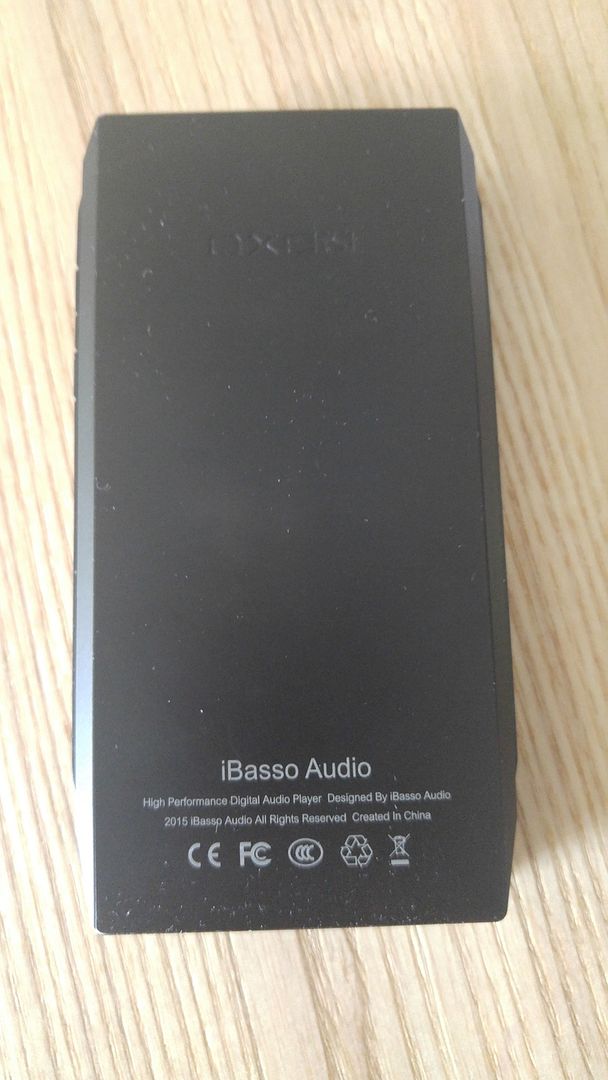 iBasso Audio
High Performance Digital Audio Player Designed By iBasso Audio
2015 iBasso Audio All Rights Reserved Created In China
CE FC CCC